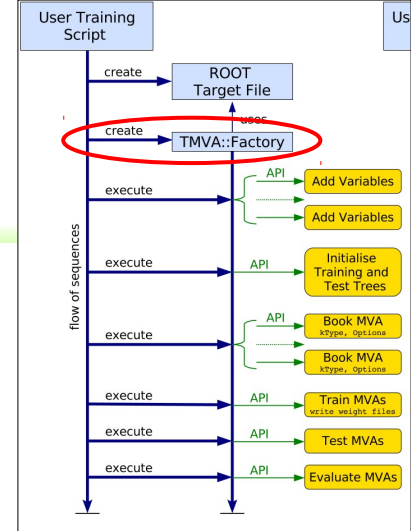 User Training
Script
Us
create
ROOT
Target File
uses
create
TMVA::Factory
execute
API
Add Variables
Add Variables
flow of sequences
execute
API
Initialise
Training and
Test Trees
execute
API
Book MVA
kType, Options
Book MVA
kType, Options
execute
API
Train MVAs
write weight files
execute
API
Test MVAs
execute
API
Evaluate MVAs